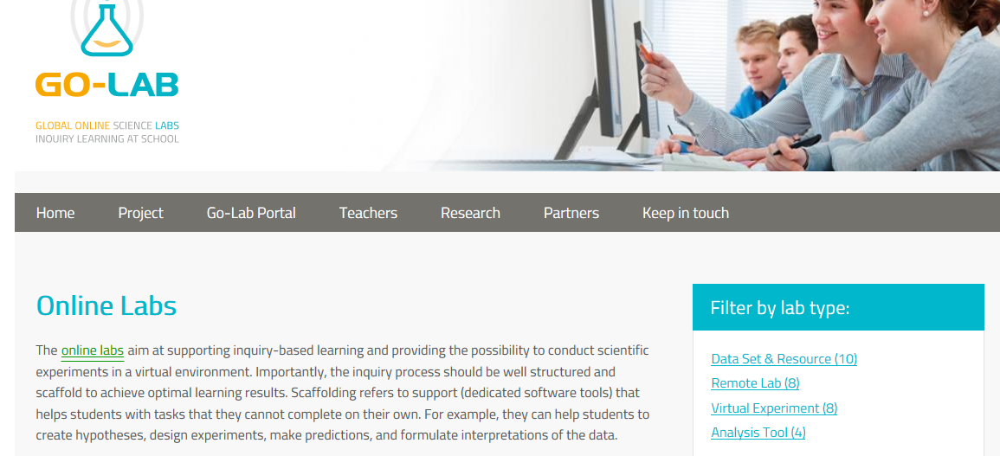 GO-LAB
GLOBAL ONLINE SCIENCE LABS
INQUIRY LEARNING AT SCHOOL
Home Project Go-Lab Portal Teachers Research Partners Keep in touch
Online Labs
The online labs aim at supporting inquiry-based learning and providing the possibility to conduct scientific
experiments in a virtual environment. Importantly, the inquiry process should be well structured and
scaffold to achieve optimal learning results. Scaffolding refers to support (dedicated software tools) that
helps students with tasks that they cannot complete on their own. For example, they can help students to
create hypotheses, design experiments, make predictions, and formulate interpretations of the data.
Filter by lab type:
Data Set & Resource (10)
Remote Lab (8)
Virtual Experiment (8)
Analysis Tool (4)